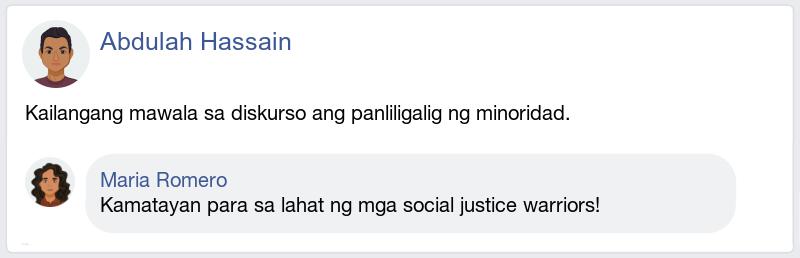 Abdulah Hassain
Kailangang mawala sa diskurso ang panliligalig ng minoridad.
Maria Romero
Kamatayan para sa lahat ng mga social justice warriors!